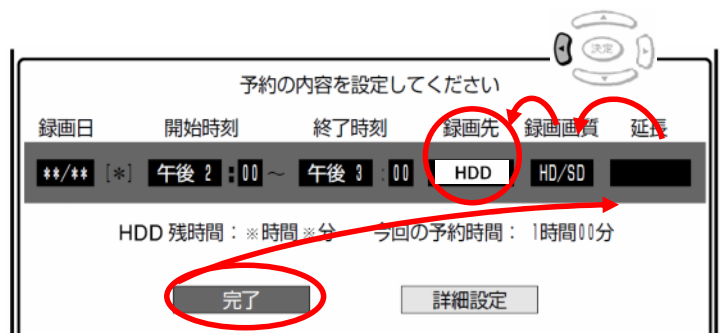 決定
予約の内容を設定してください
録画日 開始時刻 終了時刻 録画先 録画画質 延長
**/** [*] 午後 2:00~ 午後 3:00 HDD HD/SD
HDD 残時間：※時間※分 今回の予約時間： 1時間00分
完了 詳細設定